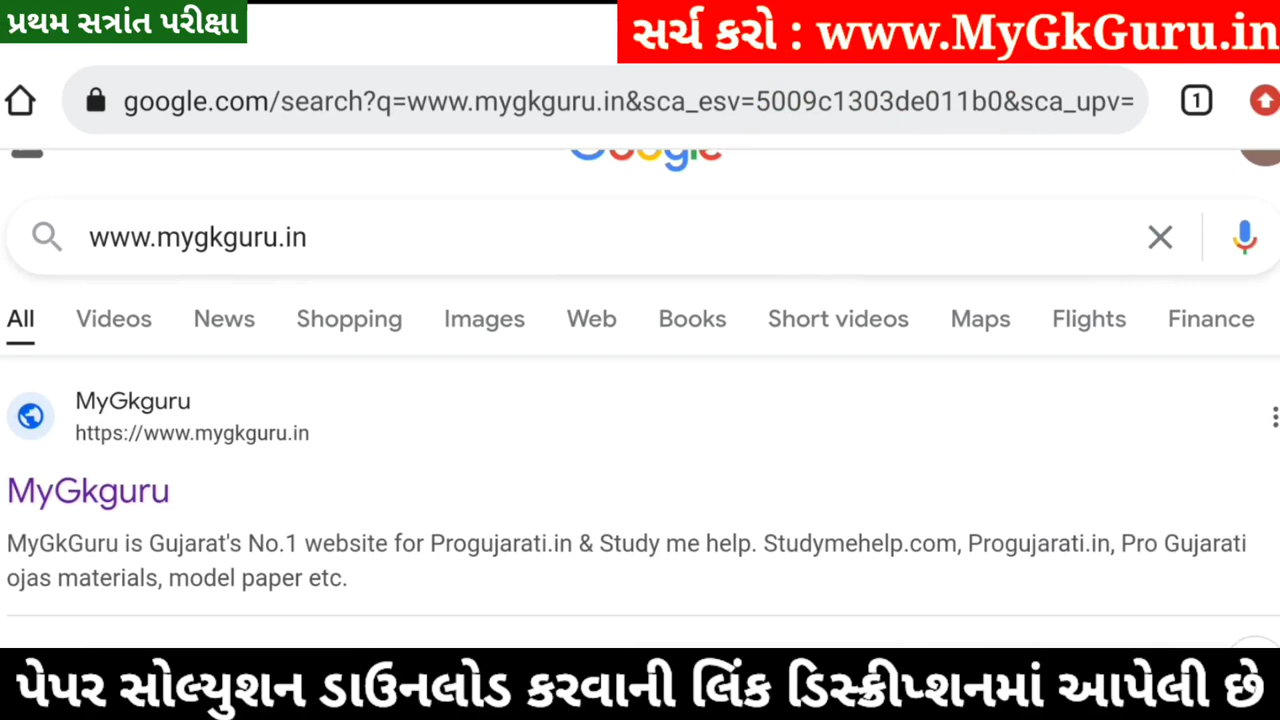 પ્રથમ સત્રાંત પરીક્ષા
સર્ચ કરો : www.MyGkGuru.in
google.com/search?q=www.mygkguru.in&sca_esv=5009c1303de011b0&sca_upv=
1
Google
www.mygkguru.in
All Videos News Shopping Images Web Books Short videos Maps Flights Finance
MyGkguru
https://www.mygkguru.in
MyGkguru
MyGkGuru is Gujarat's No.1 website for Progujarati.in & Study me help. Studymehelp.com, Progujarati.in, Pro Gujarati
ojas materials, model paper etc.
પેપર સોલ્યુશન ડાઉનલોડ કરવાની લિંક ડિસ્ક્રીપ્શનમાં આપેલી છે